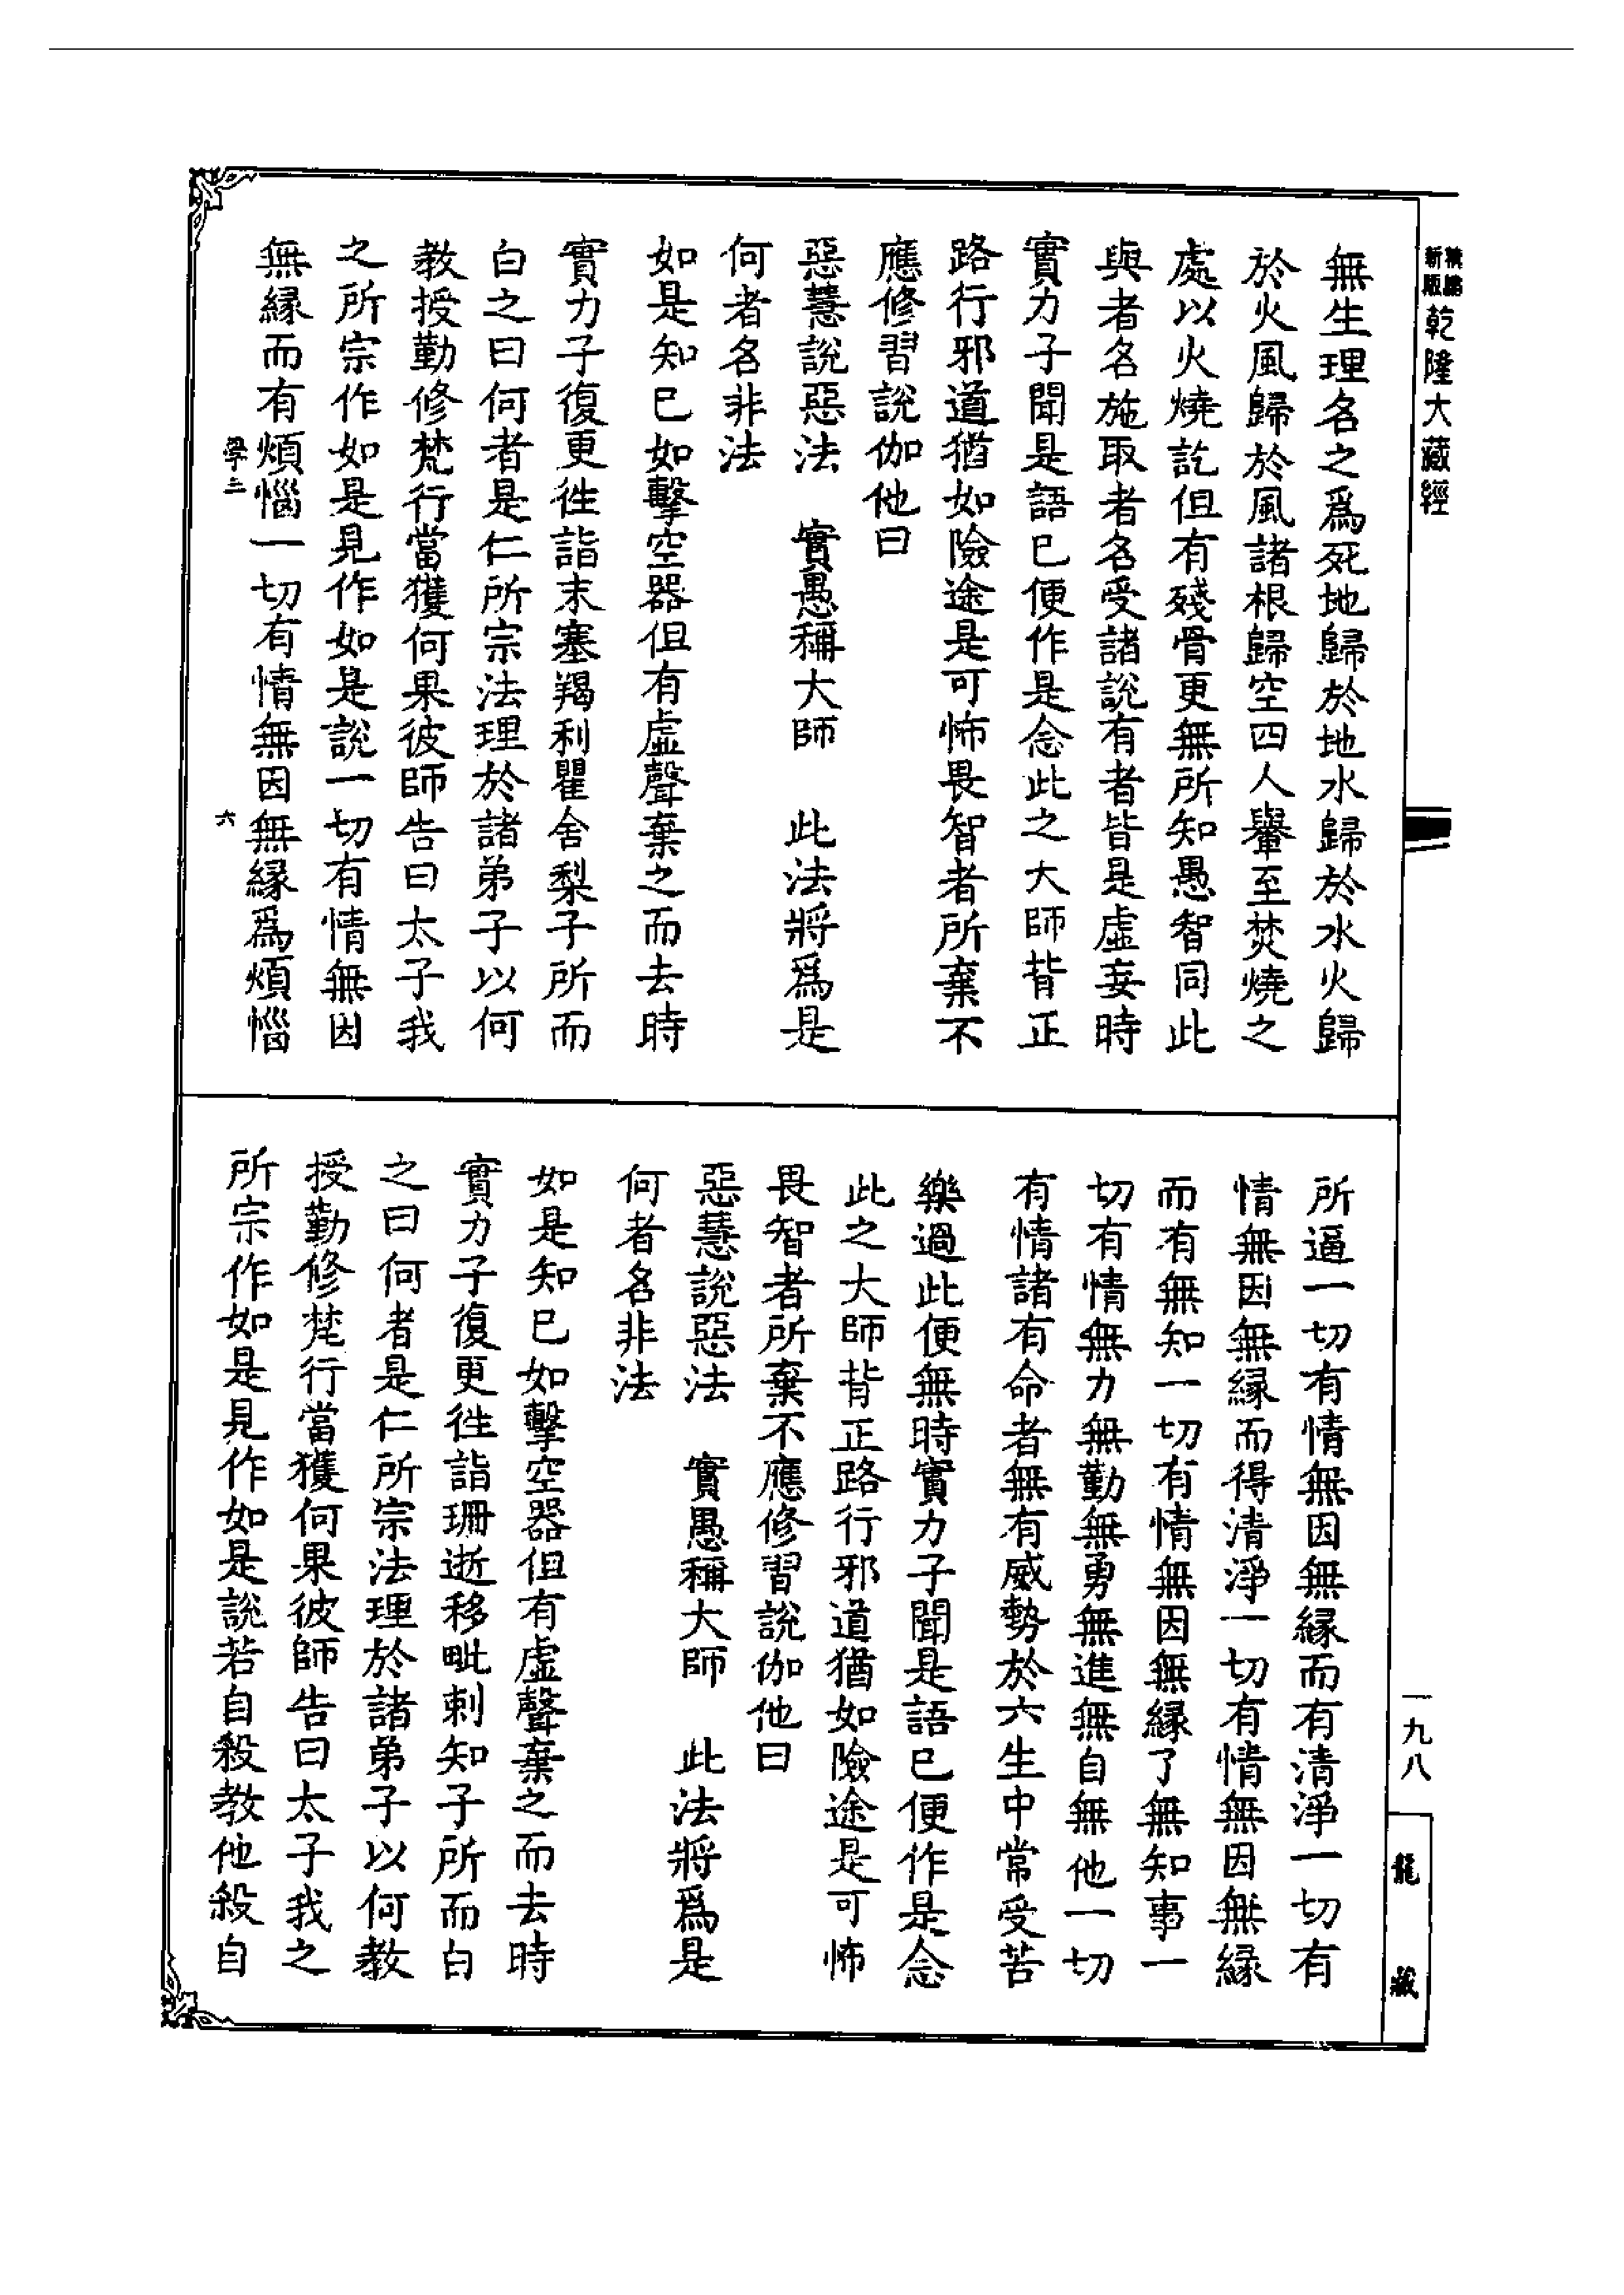 新版
乾隆大藏經
無生理名之爲死地歸於地水歸於水火歸
於火風歸於風諸根歸空四人轝至焚燒之
處以火燒訖但有殘骨更無所知愚智同此
與者名施取者名受諸說有者皆是虛妄時
實力子聞是語已便作是念此之大師背正
路行邪道猶如險途是可怖畏智者所棄不
應修習說伽他曰
惡慧說惡法　實愚稱大師　此法將爲是
何者名非法
如是知已如擊空器但有虛聲棄之而去時
實力子復更徃詣末塞羯利瞿舍梨子所而
白之曰何者是仁所宗法理於諸弟子以何
教授勤修梵行當獲何果彼師告曰太子我
之所宗作如是見作如是說一切有情無因
無緣而有煩惱一切有情無因無緣爲煩惱
學三
六
所逼一切有情無因無緣而有清淨一切有
情無因無緣而得清淨一切有情無因無緣
而有無知一切有情無因無緣了無知事一
切有情無力無勤無勇無進無自無他一切
有情諸有命者無有威勢於六生中常受苦
樂過此便無時實力子聞是語已便作是念
此之大師背正路行邪道猶如險途是可怖
畏智者所棄不應修習說伽他曰
惡慧說惡法　實愚稱大師　此法將爲是
何者名非法
如是知已如擊空器但有虛聲棄之而去時
實力子復更徃詣珊逝移毗剌知子所而白
之曰何者是仁所宗法理於諸弟子以何教
授勤修梵行當獲何果彼師告曰太子我之
所宗作如是見作如是說若自殺教他殺自
一九八
龍藏